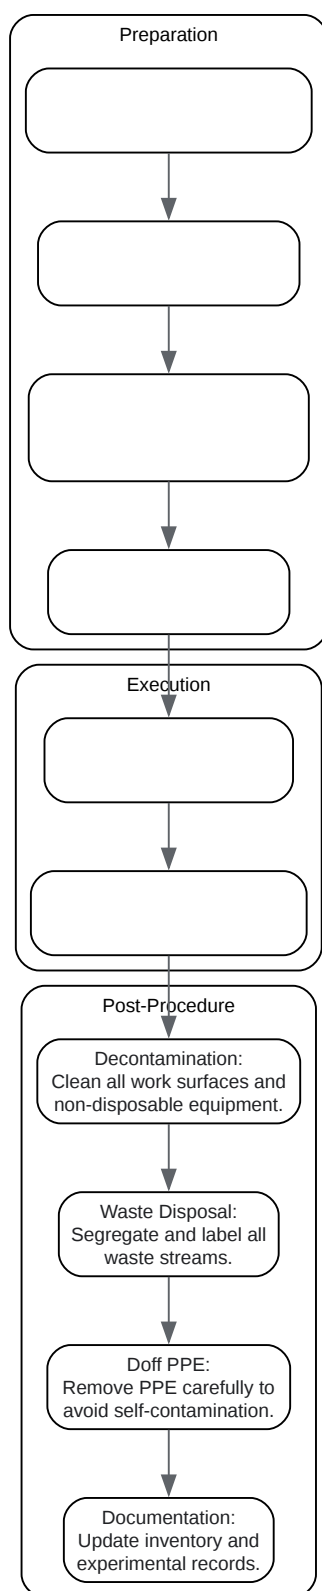 Preparation
Execution
Post-Procedure
Decontamination:
Clean all work surfaces and
non-disposable equipment.
Waste Disposal:
Segregate and label all
waste streams.
Doff PPE:
Remove PPE carefully to
avoid self-contamination.
Documentation:
Update inventory and
experimental records.